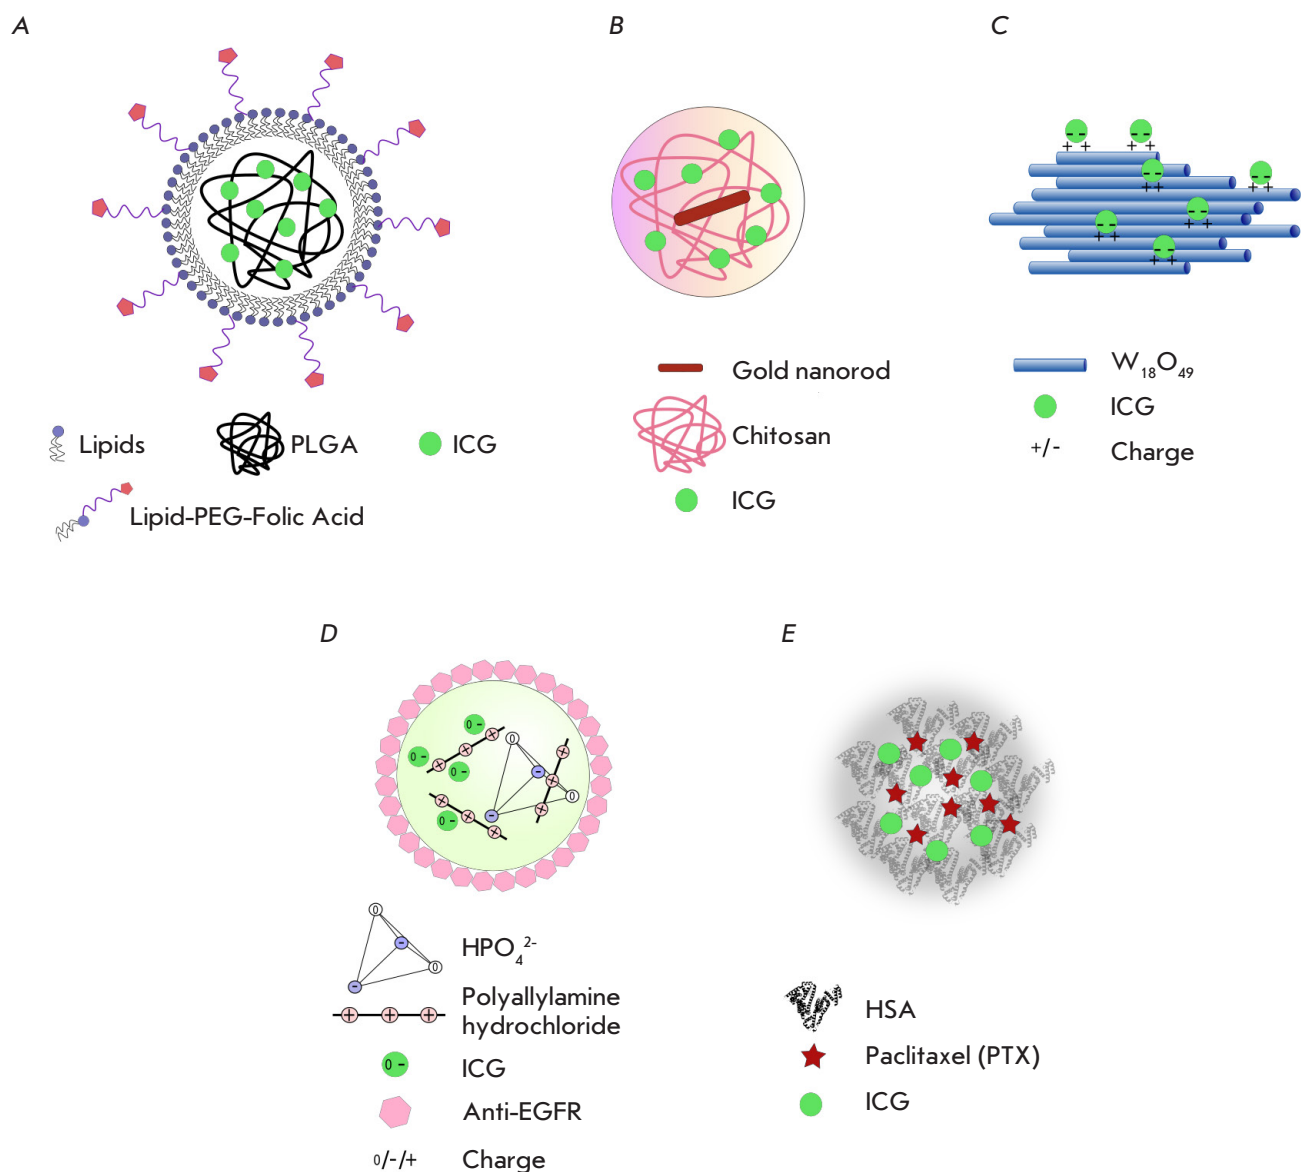 A
B
C
Lipids
PLGA
ICG
Lipid-PEG-Folic Acid
Gold nanorod
Chitosan
ICG
W₁₈O₄₉
ICG
+/- Charge
D
E
HPO₄²⁻
Polyallylamine
hydrochloride
0 - ICG
Anti-EGFR
0/-/+ Charge
HSA
Paclitaxel (PTX)
ICG